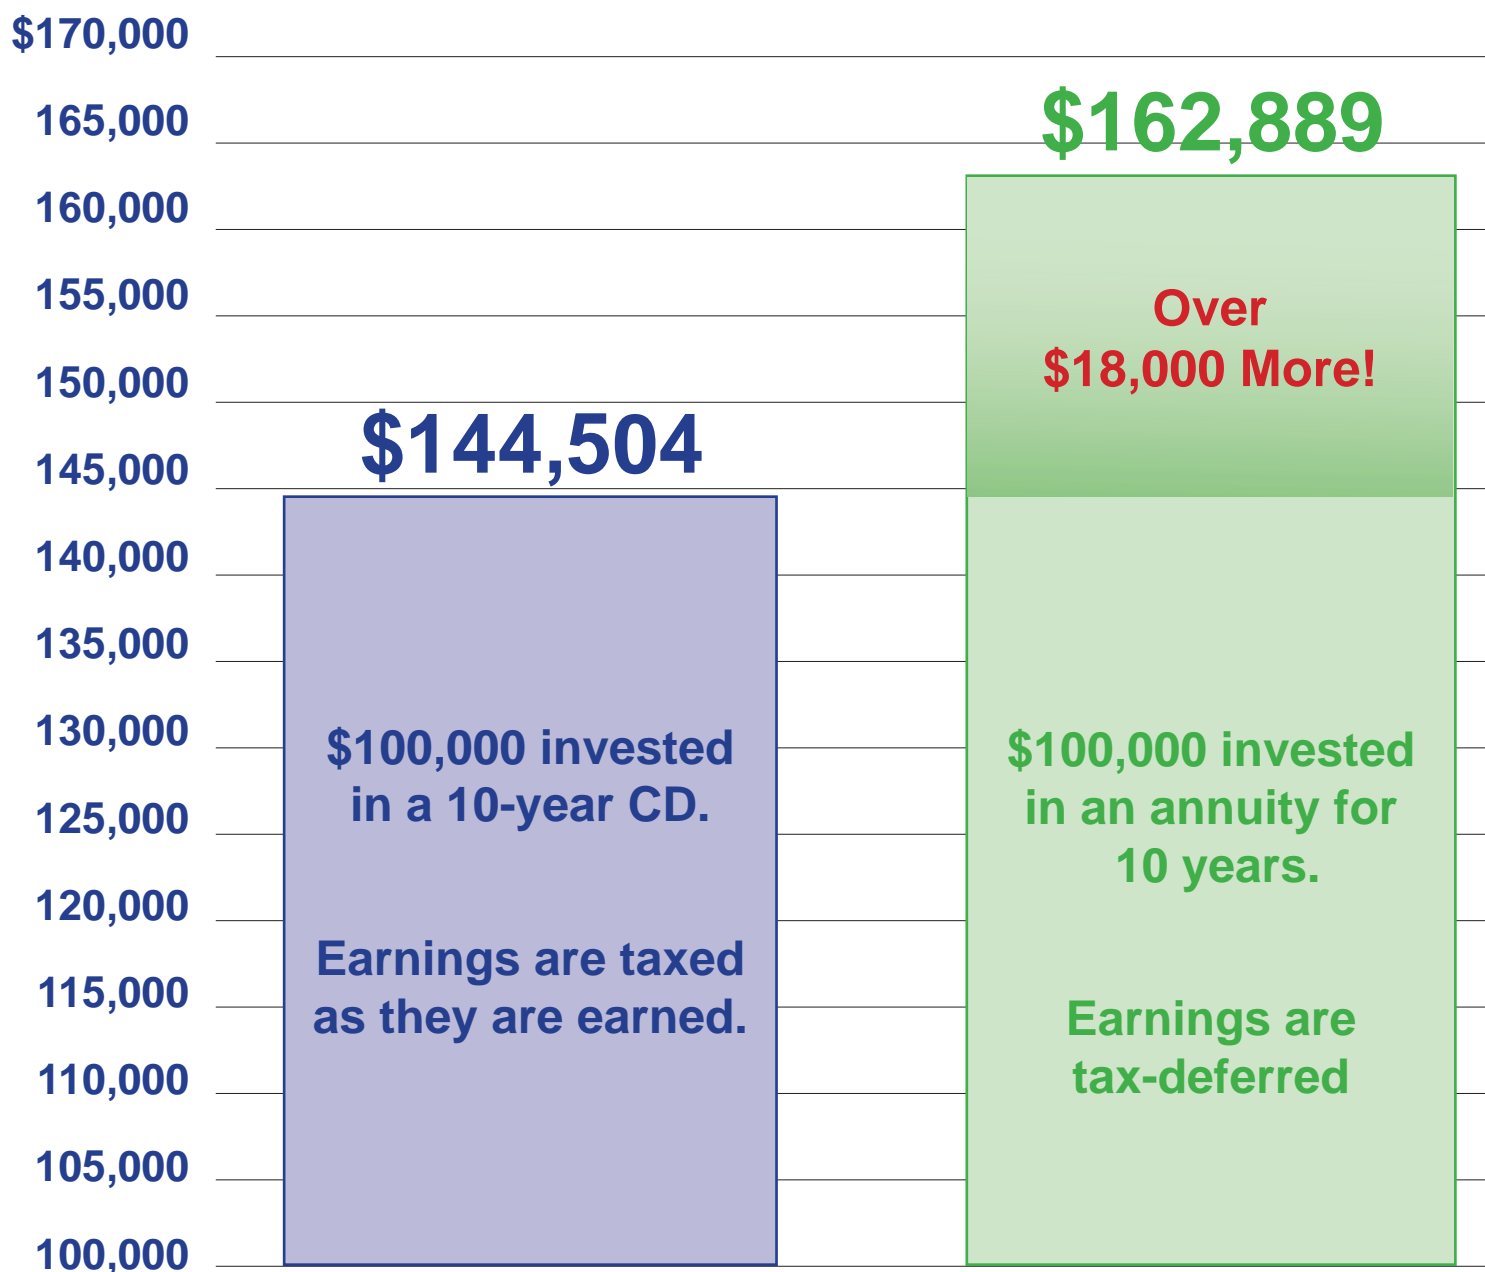 $170,000
165,000
160,000
155,000
150,000
145,000
140,000
135,000
130,000
125,000
120,000
115,000
110,000
105,000
100,000
$144,504
$100,000 invested
in a 10-year CD.
Earnings are taxed
as they are earned.
$162,889
Over
$18,000 More!
$100,000 invested
in an annuity for
10 years.
Earnings are
tax-deferred